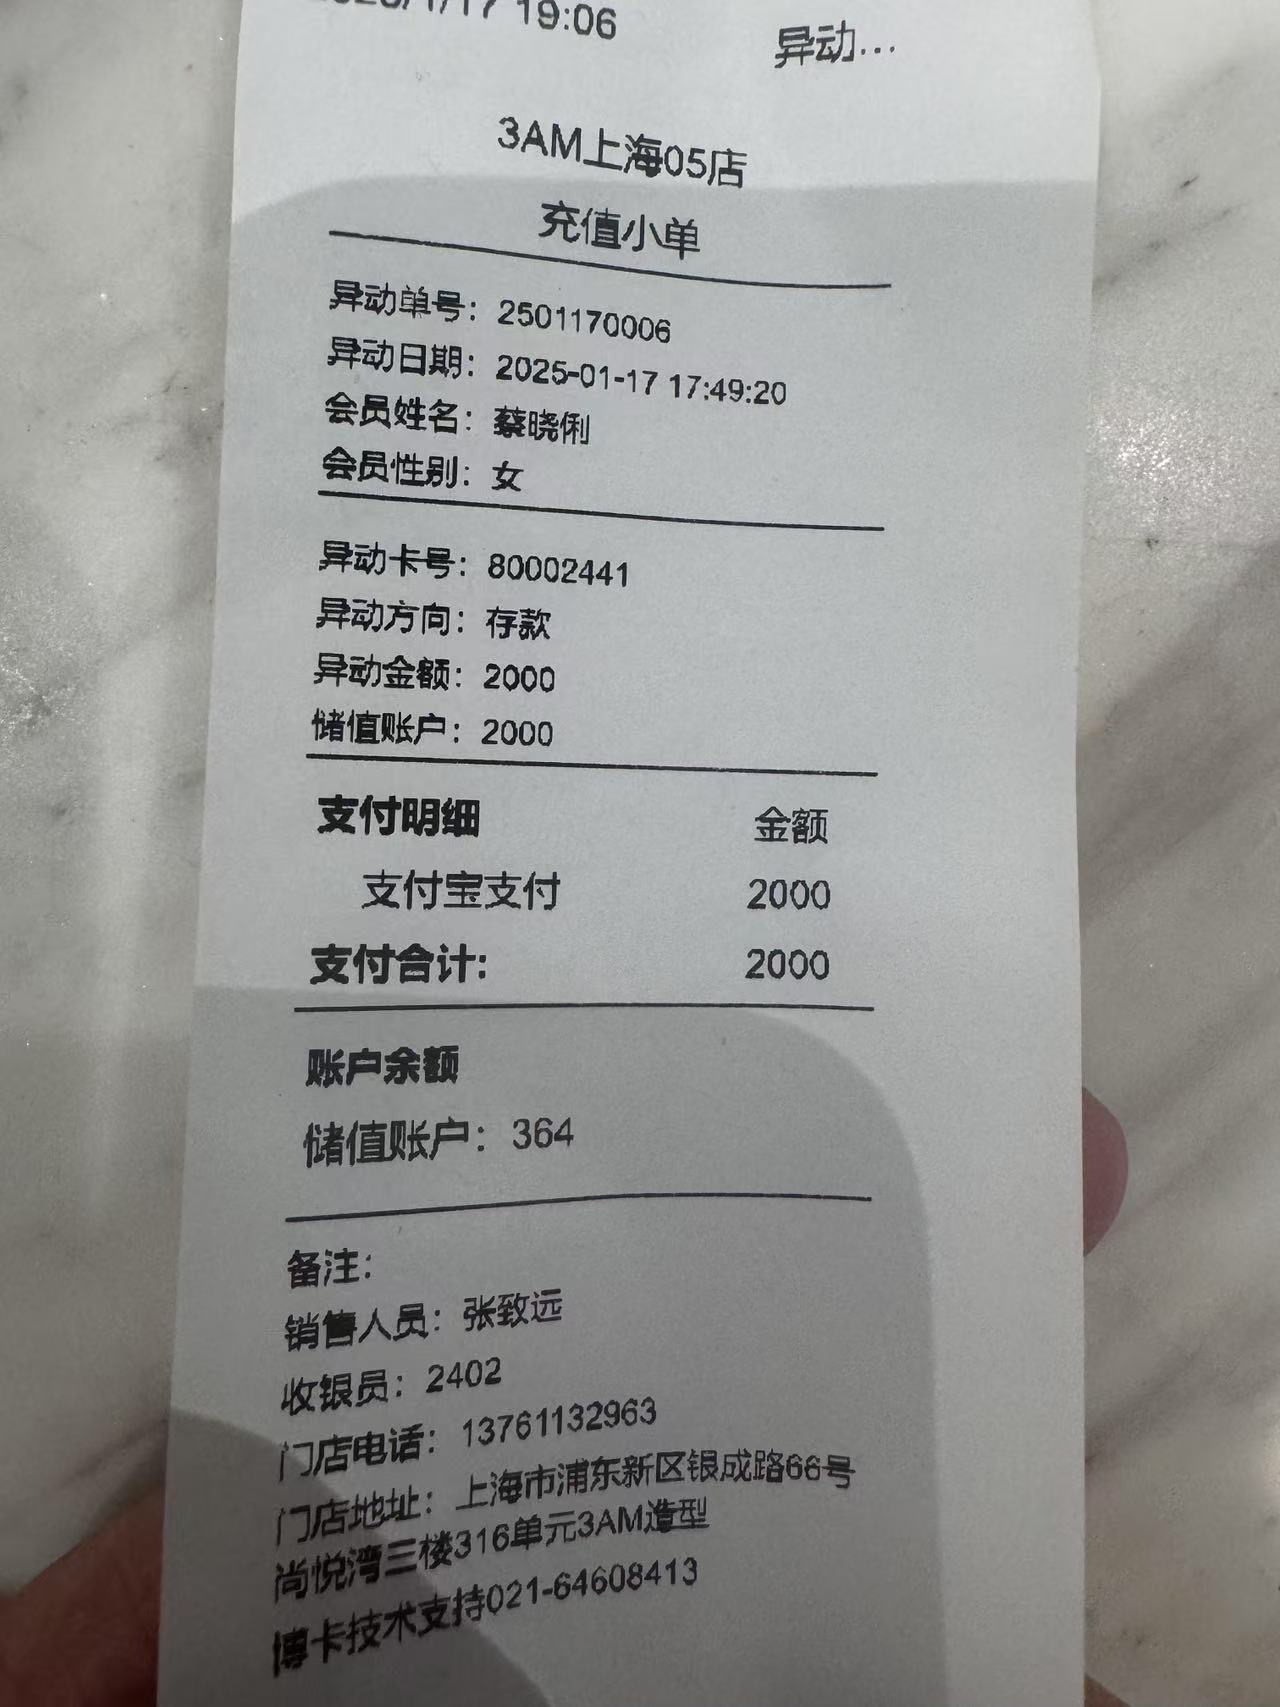 2025/1/17 19:06
异动...
3AM上海05店
充值小单
异动单号：2501170006
异动日期：2025-01-17 17:49:20
会员姓名：蔡晓俐
会员性别：女
异动卡号：80002441
异动方向：存款
异动金额：2000
储值账户：2000
支付明细 金额
支付宝支付 2000
支付合计: 2000
账户余额
储值账户：364
备注:
销售人员：张致远
收银员：2402
门店电话：13761132963
门店地址：上海市浦东新区银成路66号
尚悦湾三楼316单元3AM造型
博卡技术支持021-64608413